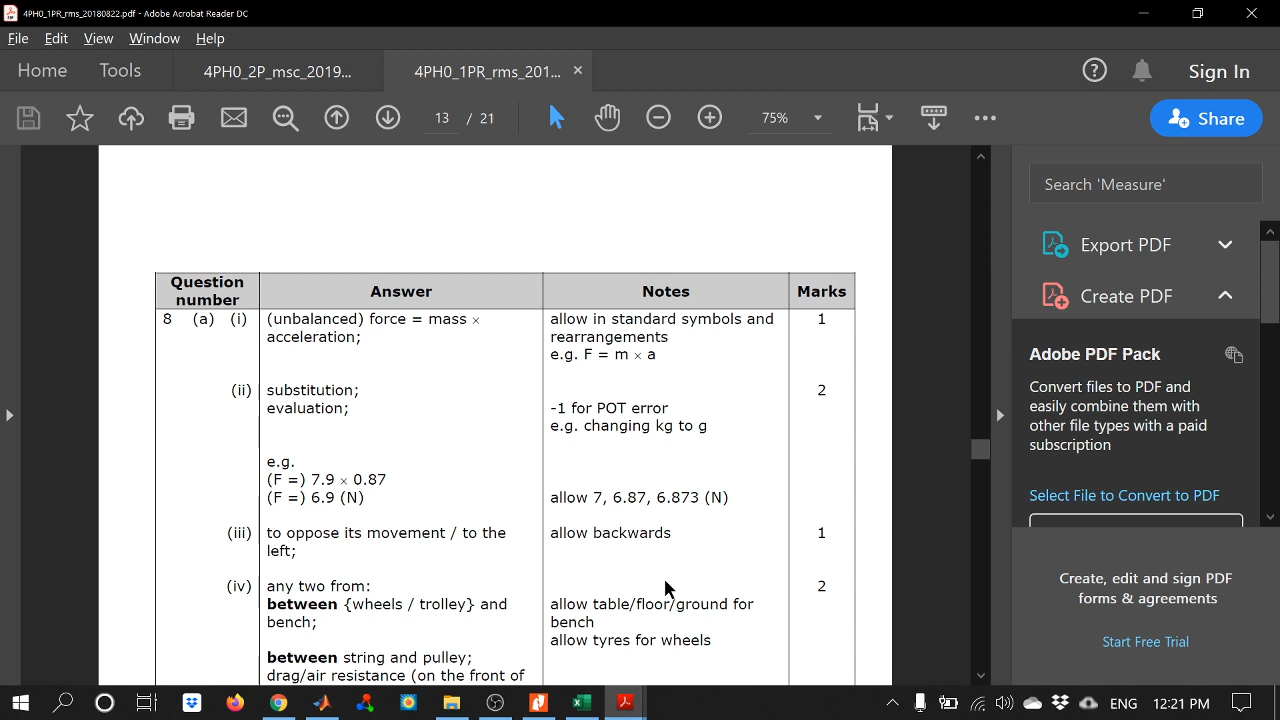 4PH0_1PR_rms_20180822.pdf - Adobe Acrobat Reader DC
File Edit View Window Help
Home Tools 4PH0_2P_msc_2019... 4PH0_1PR_rms_201... × Sign In
13 / 21 75% Share
Search 'Measure'
Export PDF
Create PDF
Adobe PDF Pack
Convert files to PDF and
easily combine them with
other file types with a paid
subscription
Select File to Convert to PDF
Create, edit and sign PDF
forms & agreements
Start Free Trial
Question number Answer Notes Marks
8 (a) (i) (unbalanced) force = mass × allow in standard symbols and 1
acceleration; rearrangements
e.g. F = m × a
(ii) substitution; 2
evaluation; -1 for POT error
e.g. changing kg to g
e.g.
(F =) 7.9 × 0.87
(F =) 6.9 (N) allow 7, 6.87, 6.873 (N)
(iii) to oppose its movement / to the allow backwards 1
left;
(iv) any two from: 2
between {wheels / trolley} and allow table/floor/ground for
bench; bench
allow tyres for wheels
between string and pulley;
drag/air resistance (on the front of
ENG 12:21 PM